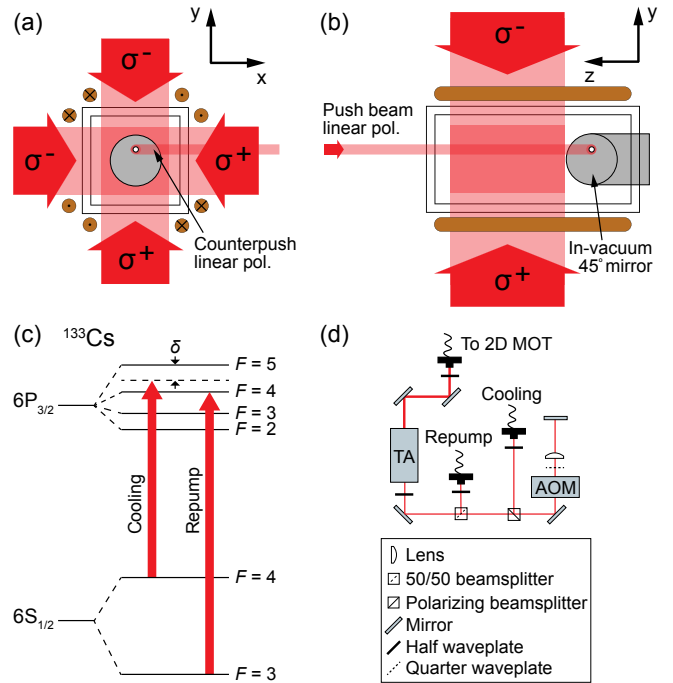 (a)
y
x
σ⁻
σ⁻
σ⁺
σ⁺
Counterpush
linear pol.
(b)
y
z
σ⁻
Push beam
linear pol.
σ⁺
In-vacuum
45° mirror
(c)
¹³³Cs
δ
F = 5
F = 4
F = 3
F = 2
6P₃/₂
Cooling
Repump
F = 4
6S₁/₂
F = 3
(d)
To 2D MOT
Cooling
Repump
TA
AOM
Lens
50/50 beamsplitter
Polarizing beamsplitter
Mirror
Half waveplate
Quarter waveplate